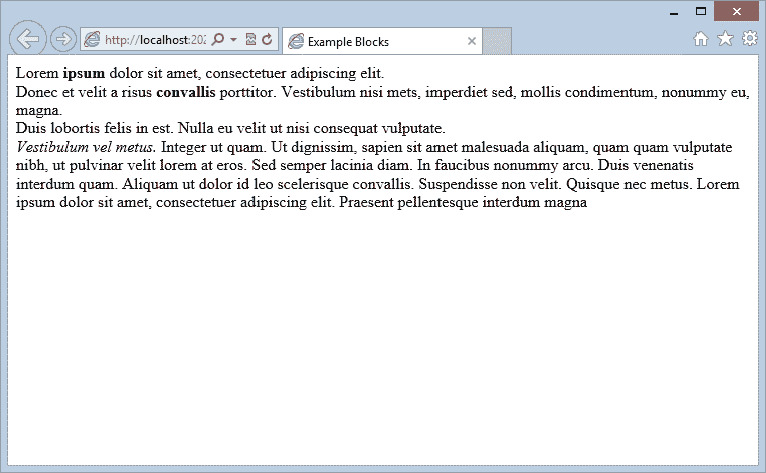 http://localhost:202
Example Blocks
Lorem ipsum dolor sit amet, consectetuer adipiscing elit.
Donec et velit a risus convallis porttitor. Vestibulum nisi mets, imperdiet sed, mollis condimentum, nonummy eu,
magna.
Duis lobortis felis in est. Nulla eu velit ut nisi consequat vulputate.
Vestibulum vel metus. Integer ut quam. Ut dignissim, sapien sit amet malesuada aliquam, quam quam vulputate
nibh, ut pulvinar velit lorem at eros. Sed semper lacinia diam. In faucibus nonummy arcu. Duis venenatis
interdum quam. Aliquam ut dolor id leo scelerisque convallis. Suspendisse non velit. Quisque nec metus. Lorem
ipsum dolor sit amet, consectetuer adipiscing elit. Praesent pellentesque interdum magna